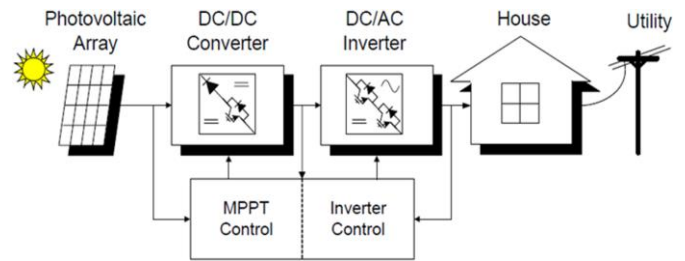 Photovoltaic
Array
DC/DC
Converter
DC/AC
Inverter
House
Utility
MPPT
Control
Inverter
Control